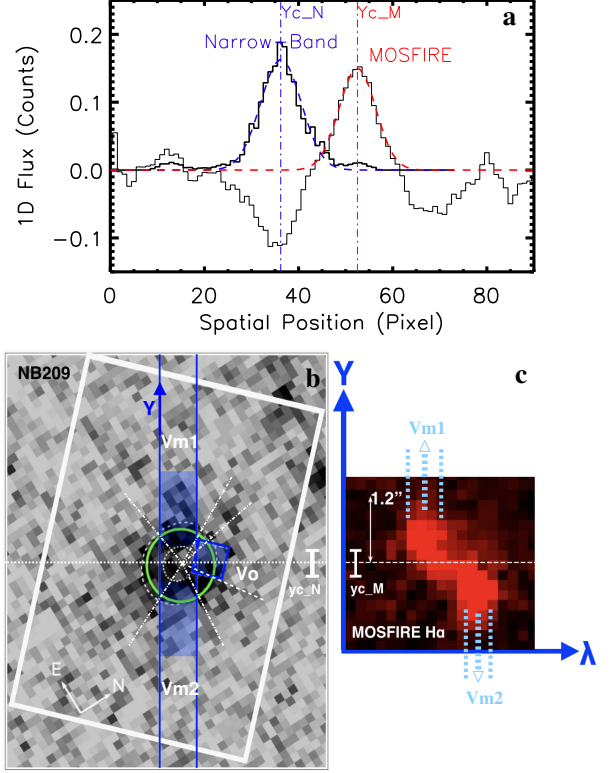 Yc_N Yc_M a
Narrow-Band MOSFIRE
0.2
0.1
0.0
-0.1
1D Flux (Counts)
0 20 40 60 80
Spatial Position (Pixel)
NB209 b
Y
Vm1
Vo
yc_N
Vm2
E
N
c
Y
Vm1
1.2”
yc_M
MOSFIRE Hα
λ
Vm2